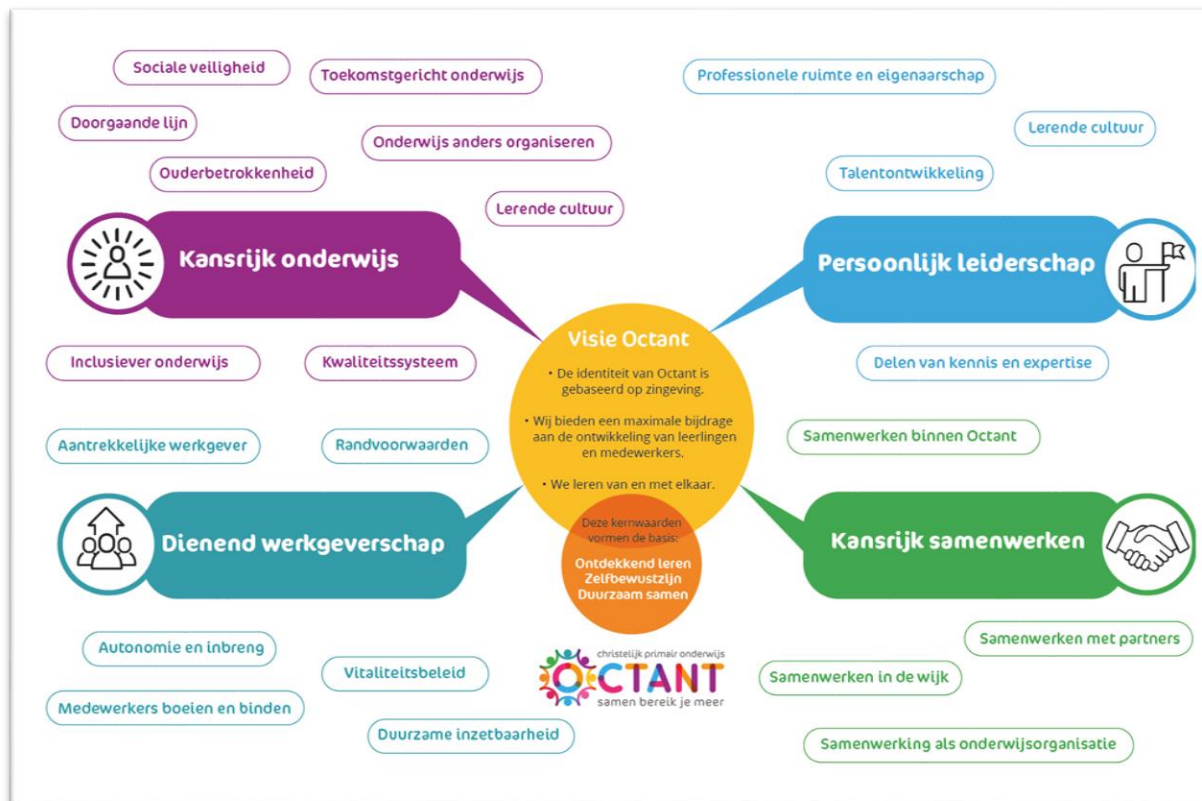 Sociale veiligheid
Toekomstgericht onderwijs
Doorgaande lijn
Onderwijs anders organiseren
Ouderbetrokkenheid
Lerende cultuur
Kansrijk onderwijs
Inclusiever onderwijs
Kwaliteitssysteem
Professionele ruimte en eigenaarschap
Lerende cultuur
Talentontwikkeling
Persoonlijk leiderschap
Delen van kennis en expertise
Visie Octant
• De identiteit van Octant is
gebaseerd op zingeving.
• Wij bieden een maximale bijdrage
aan de ontwikkeling van leerlingen
en medewerkers.
• We leren van en met elkaar.
Deze kernwaarden
vormen de basis:
Ontdekkend leren
Zelfbewustzijn
Duurzaam samen
Aantrekkelijke werkgever
Randvoorwaarden
Dienend werkgeverschap
Autonomie en inbreng
Vitaliteitsbeleid
Medewerkers boeien en binden
Duurzame inzetbaarheid
Samenwerken binnen Octant
Kansrijk samenwerken
Samenwerken met partners
Samenwerken in de wijk
Samenwerking als onderwijsorganisatie
christelijk primair onderwijs
OCTANT
samen bereik je meer